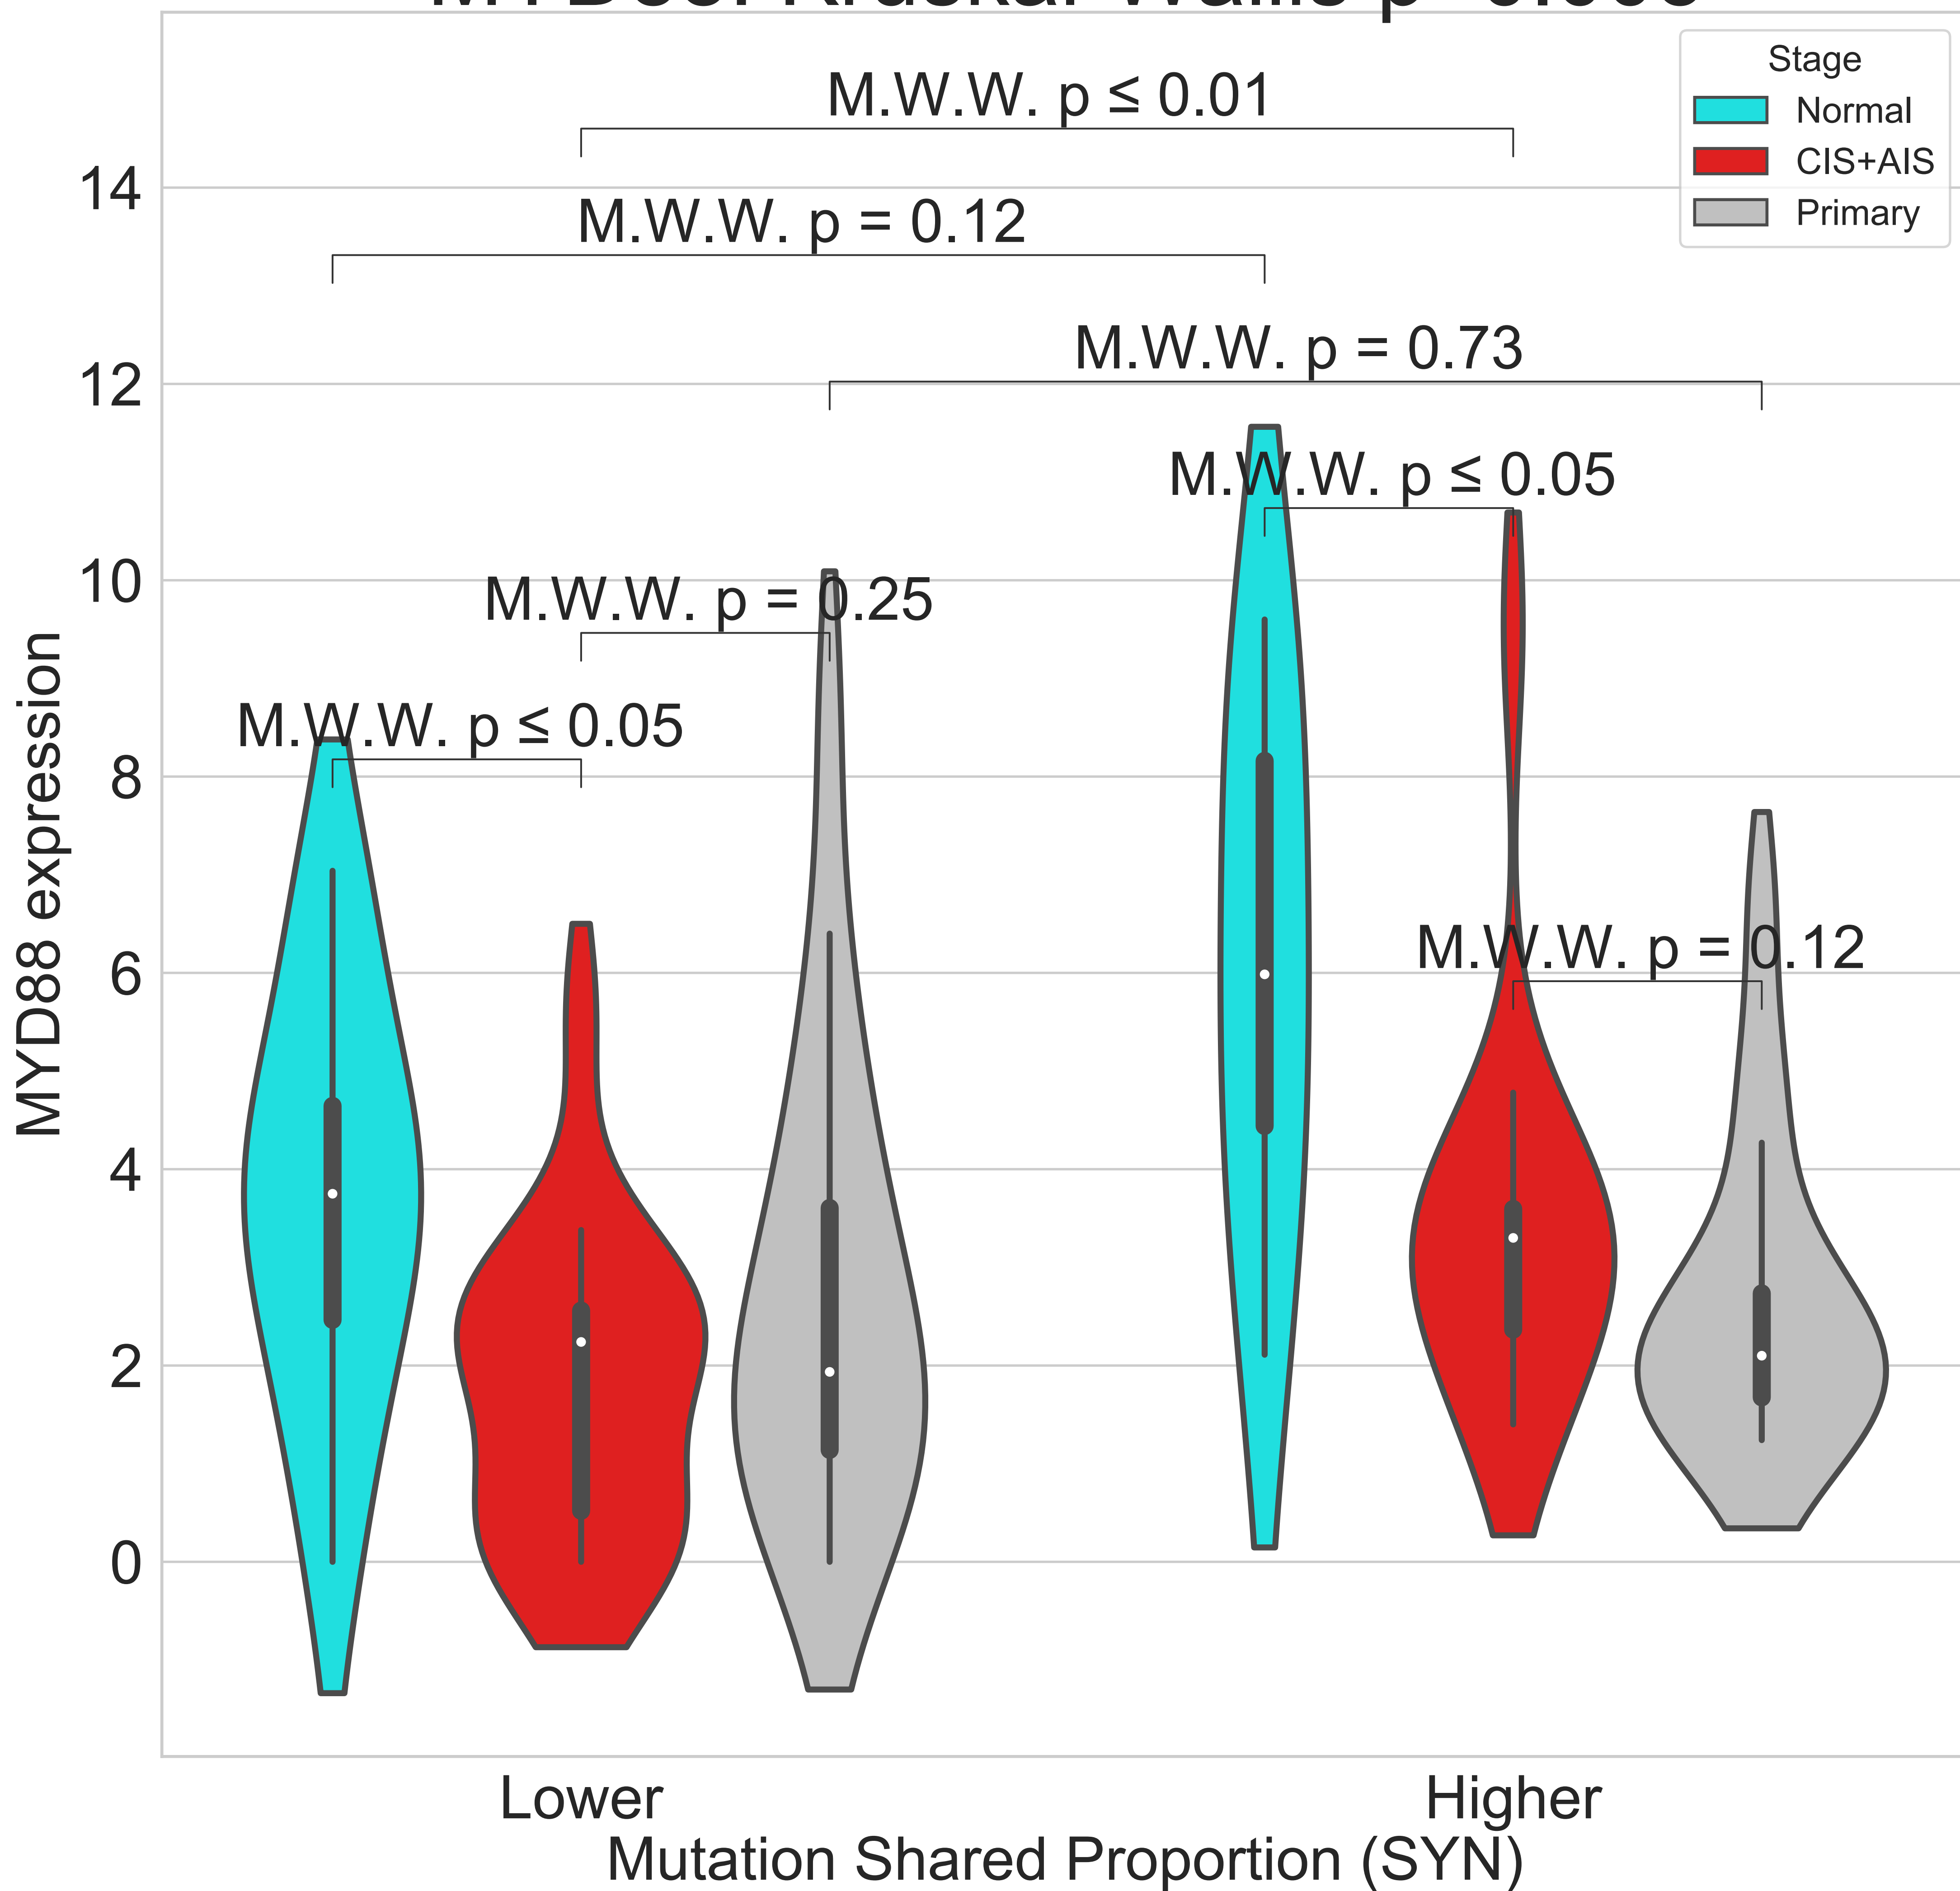 Stage
Normal
CIS+AIS
Primary
M.W.W. p ≤ 0.01
M.W.W. p = 0.12
M.W.W. p = 0.73
M.W.W. p ≤ 0.05
M.W.W. p = 0.25
M.W.W. p ≤ 0.05
M.W.W. p = 0.12
14
12
10
8
6
4
2
0
MYD88 expression
Lower
Higher
Mutation Shared Proportion (SYN)